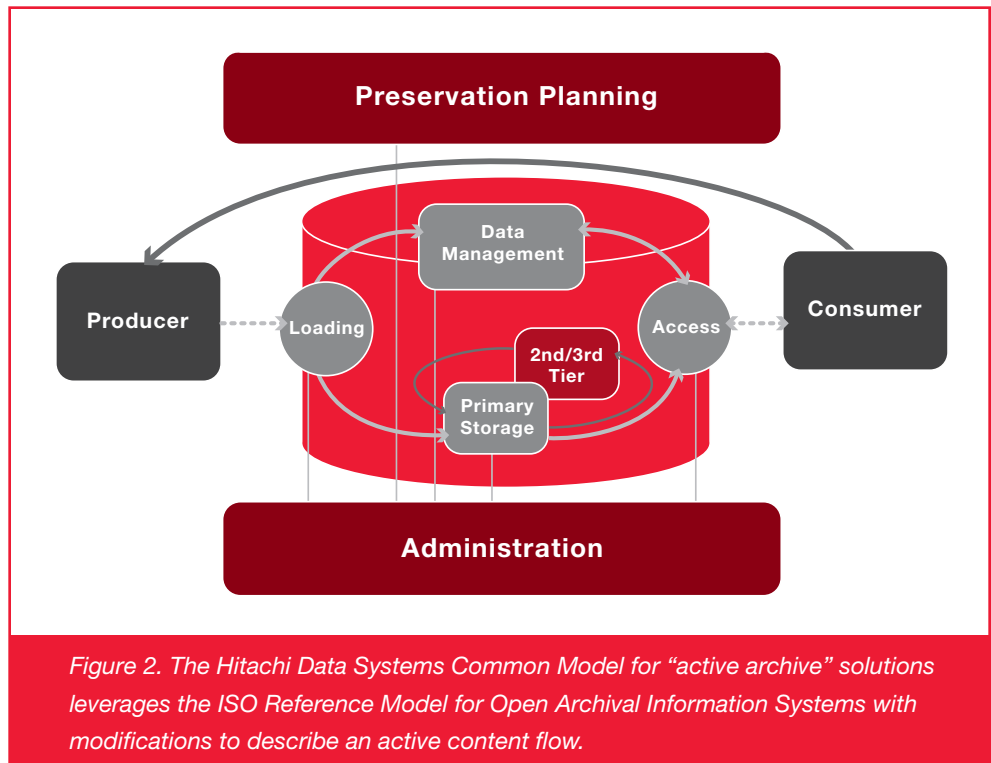 Preservation Planning
Data
Management
Producer
Loading
Access
Consumer
2nd/3rd
Tier
Primary
Storage
Administration
Figure 2. The Hitachi Data Systems Common Model for “active archive” solutions
leverages the ISO Reference Model for Open Archival Information Systems with
modifications to describe an active content flow.